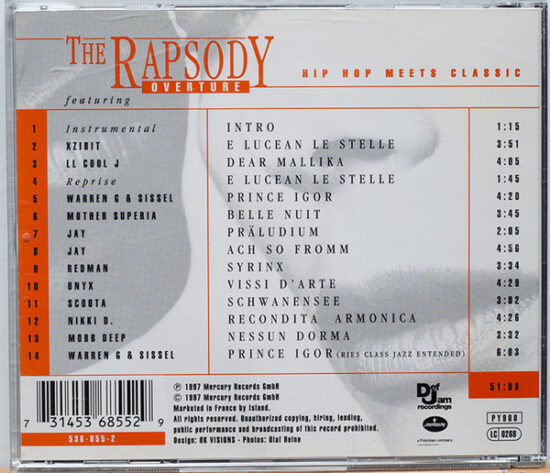 THE RAPSODY
OVERTURE
HIP HOP MEETS CLASSIC
featuring
1 Instrumental INTRO 1:15
2 XZIBIT E LUCEAN LE STELLE 3:51
3 LL COOL J DEAR MALLIKA 4:05
4 Reprise E LUCEAN LE STELLE 1:45
5 WARREN G & SISSEL PRINCE IGOR 4:20
6 MOTHER SUPERIA BELLE NUIT 3:45
7 JAY PRÄLUDIUM 2:05
8 JAY ACH SO FROMM 4:56
9 REDMAN SYRINX 3:34
10 ONYX VISSI D'ARTE 4:29
11 SCOOTA SCHWANENSEE 3:02
12 NIKKI D. RECONDITA ARMONICA 4:26
13 MOBB DEEP NESSUN DORMA 3:32
14 WARREN G & SISSEL PRINCE IGOR (RIES CLASS JAZZ EXTENDED) 6:03
51:08
7 31453 68552 9
536-855-2
℗ 1997 Mercury Records GmbH
© 1997 Mercury Records GmbH
Marketed in France by Island.
Unauthorized copying, hiring, lending,
public performance and broadcasting of this record prohibited.
Design: OK VISIONS - Photos: Olaf Heine
Def Jam
recordings
mercury
a PolyGram company
PY900
LC 0268